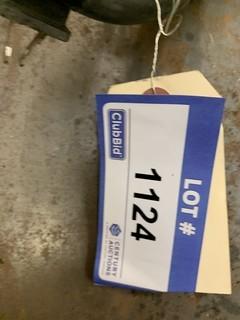 LOT #
1124
ClubBid
CENTURY
AUCTIONS